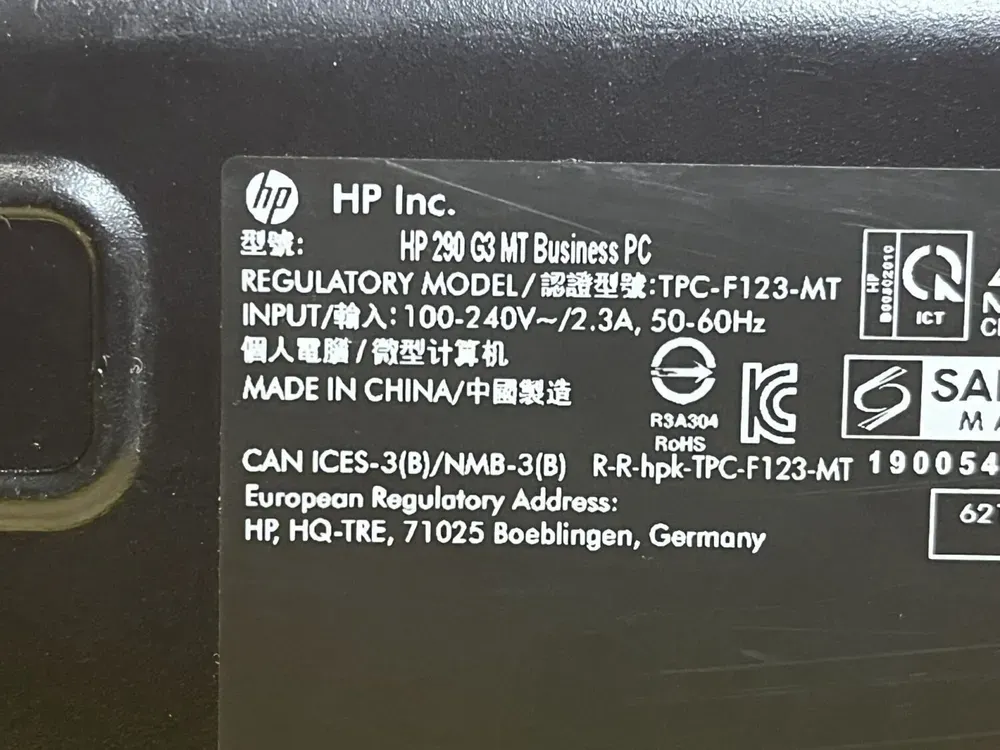 hp HP Inc.
型號: HP 290 G3 MT Business PC
REGULATORY MODEL/認證型號:TPC-F123-MT
INPUT/輸入:100-240V~/2.3A, 50-60Hz
個人電腦/微型计算机
MADE IN CHINA/中國製造
R3A304
RoHS
CAN ICES-3(B)/NMB-3(B) R-R-hpk-TPC-F123-MT
European Regulatory Address:
HP, HQ-TRE, 71025 Boeblingen, Germany
HP
ICT
190054